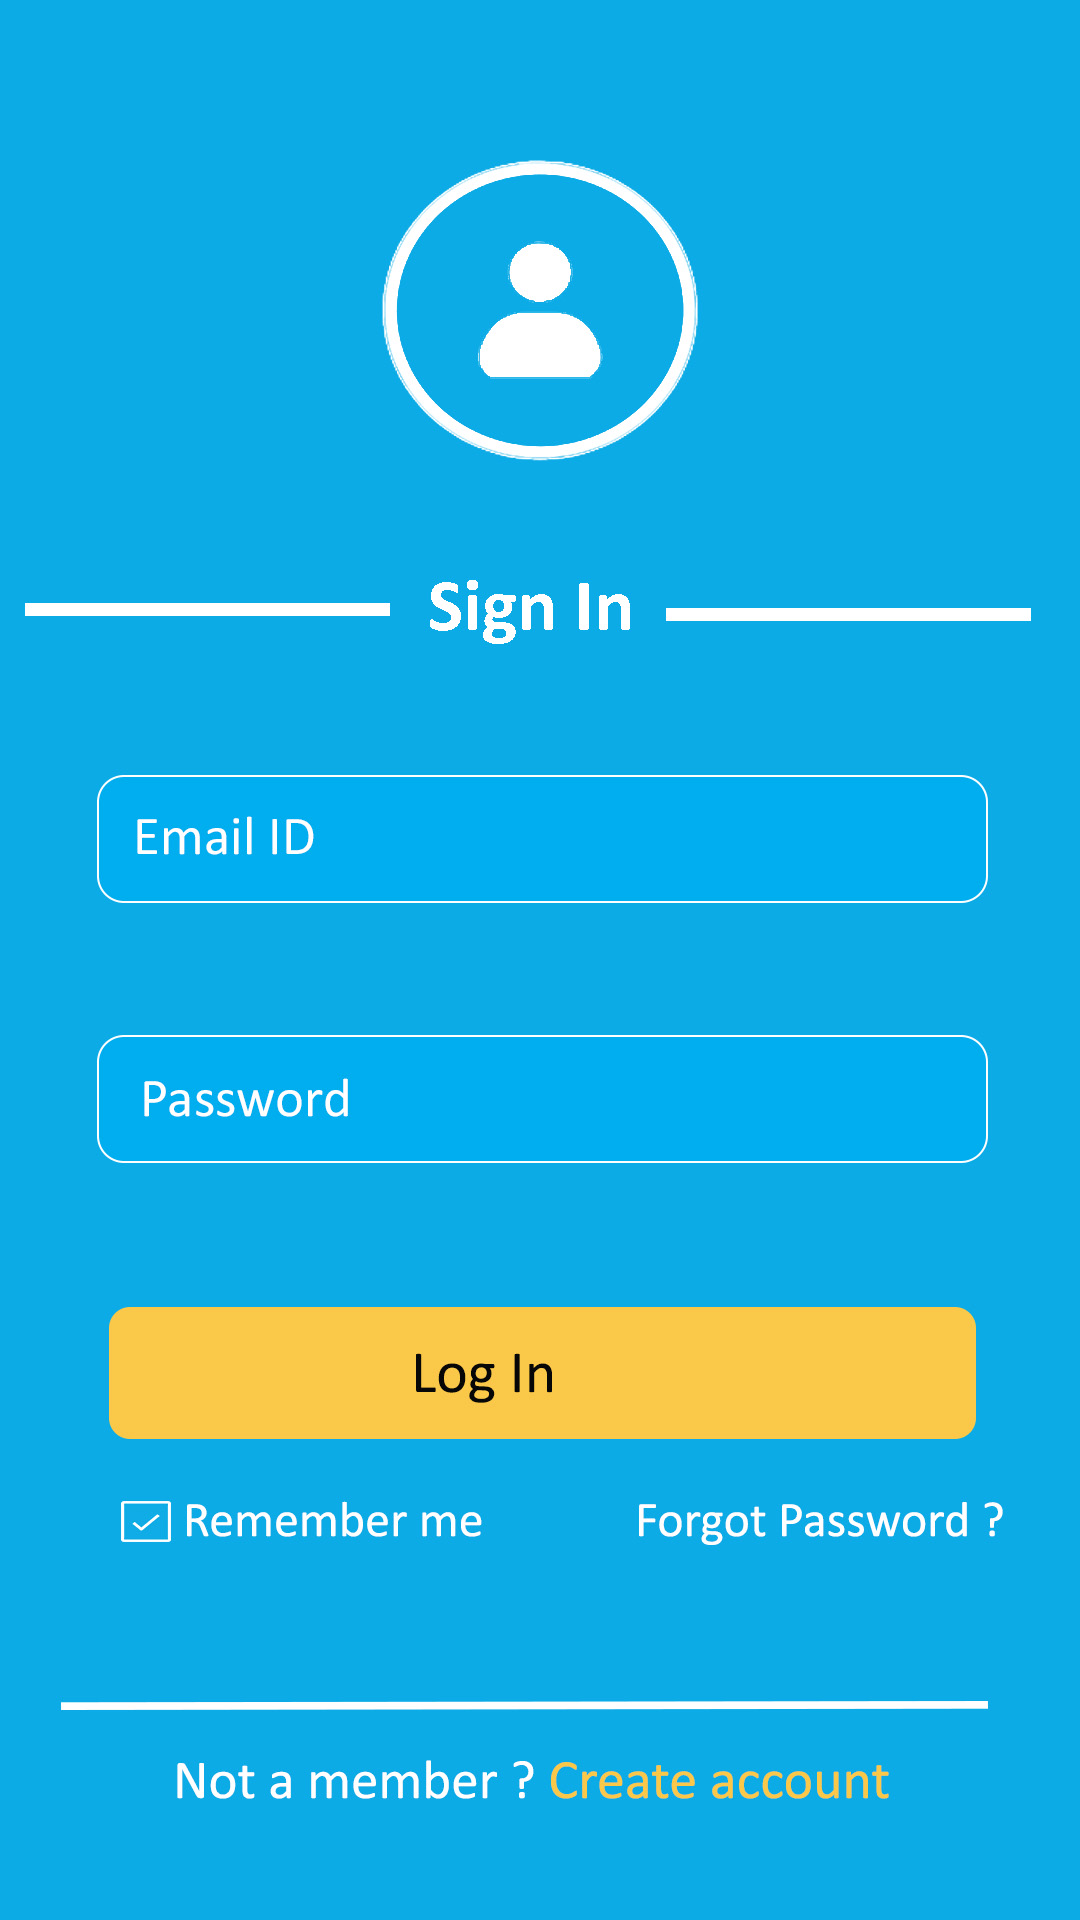 Sign In
Email ID
Password
Log In
Remember me Forgot Password ?
Not a member ? Create account